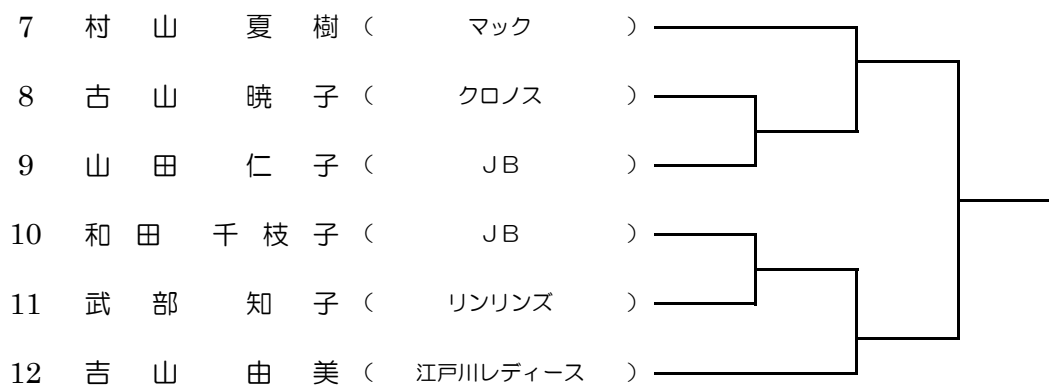 7 村 山 夏 樹 ( マック )
8 古 山 暁 子 ( クロノス )
9 山 田 仁 子 ( ＪＢ )
10 和 田 千 枝 子 ( ＪＢ )
11 武 部 知 子 ( リンリンズ )
12 吉 山 由 美 ( 江戸川レディース )